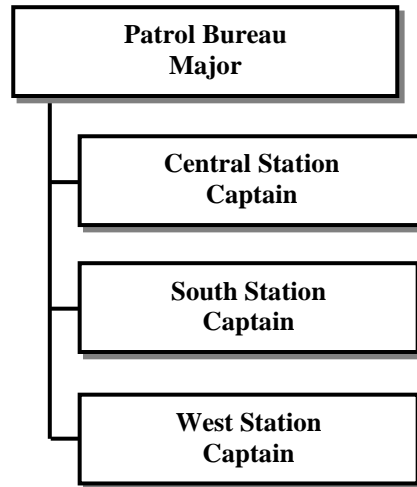 Patrol Bureau
Major
Central Station
Captain
South Station
Captain
West Station
Captain